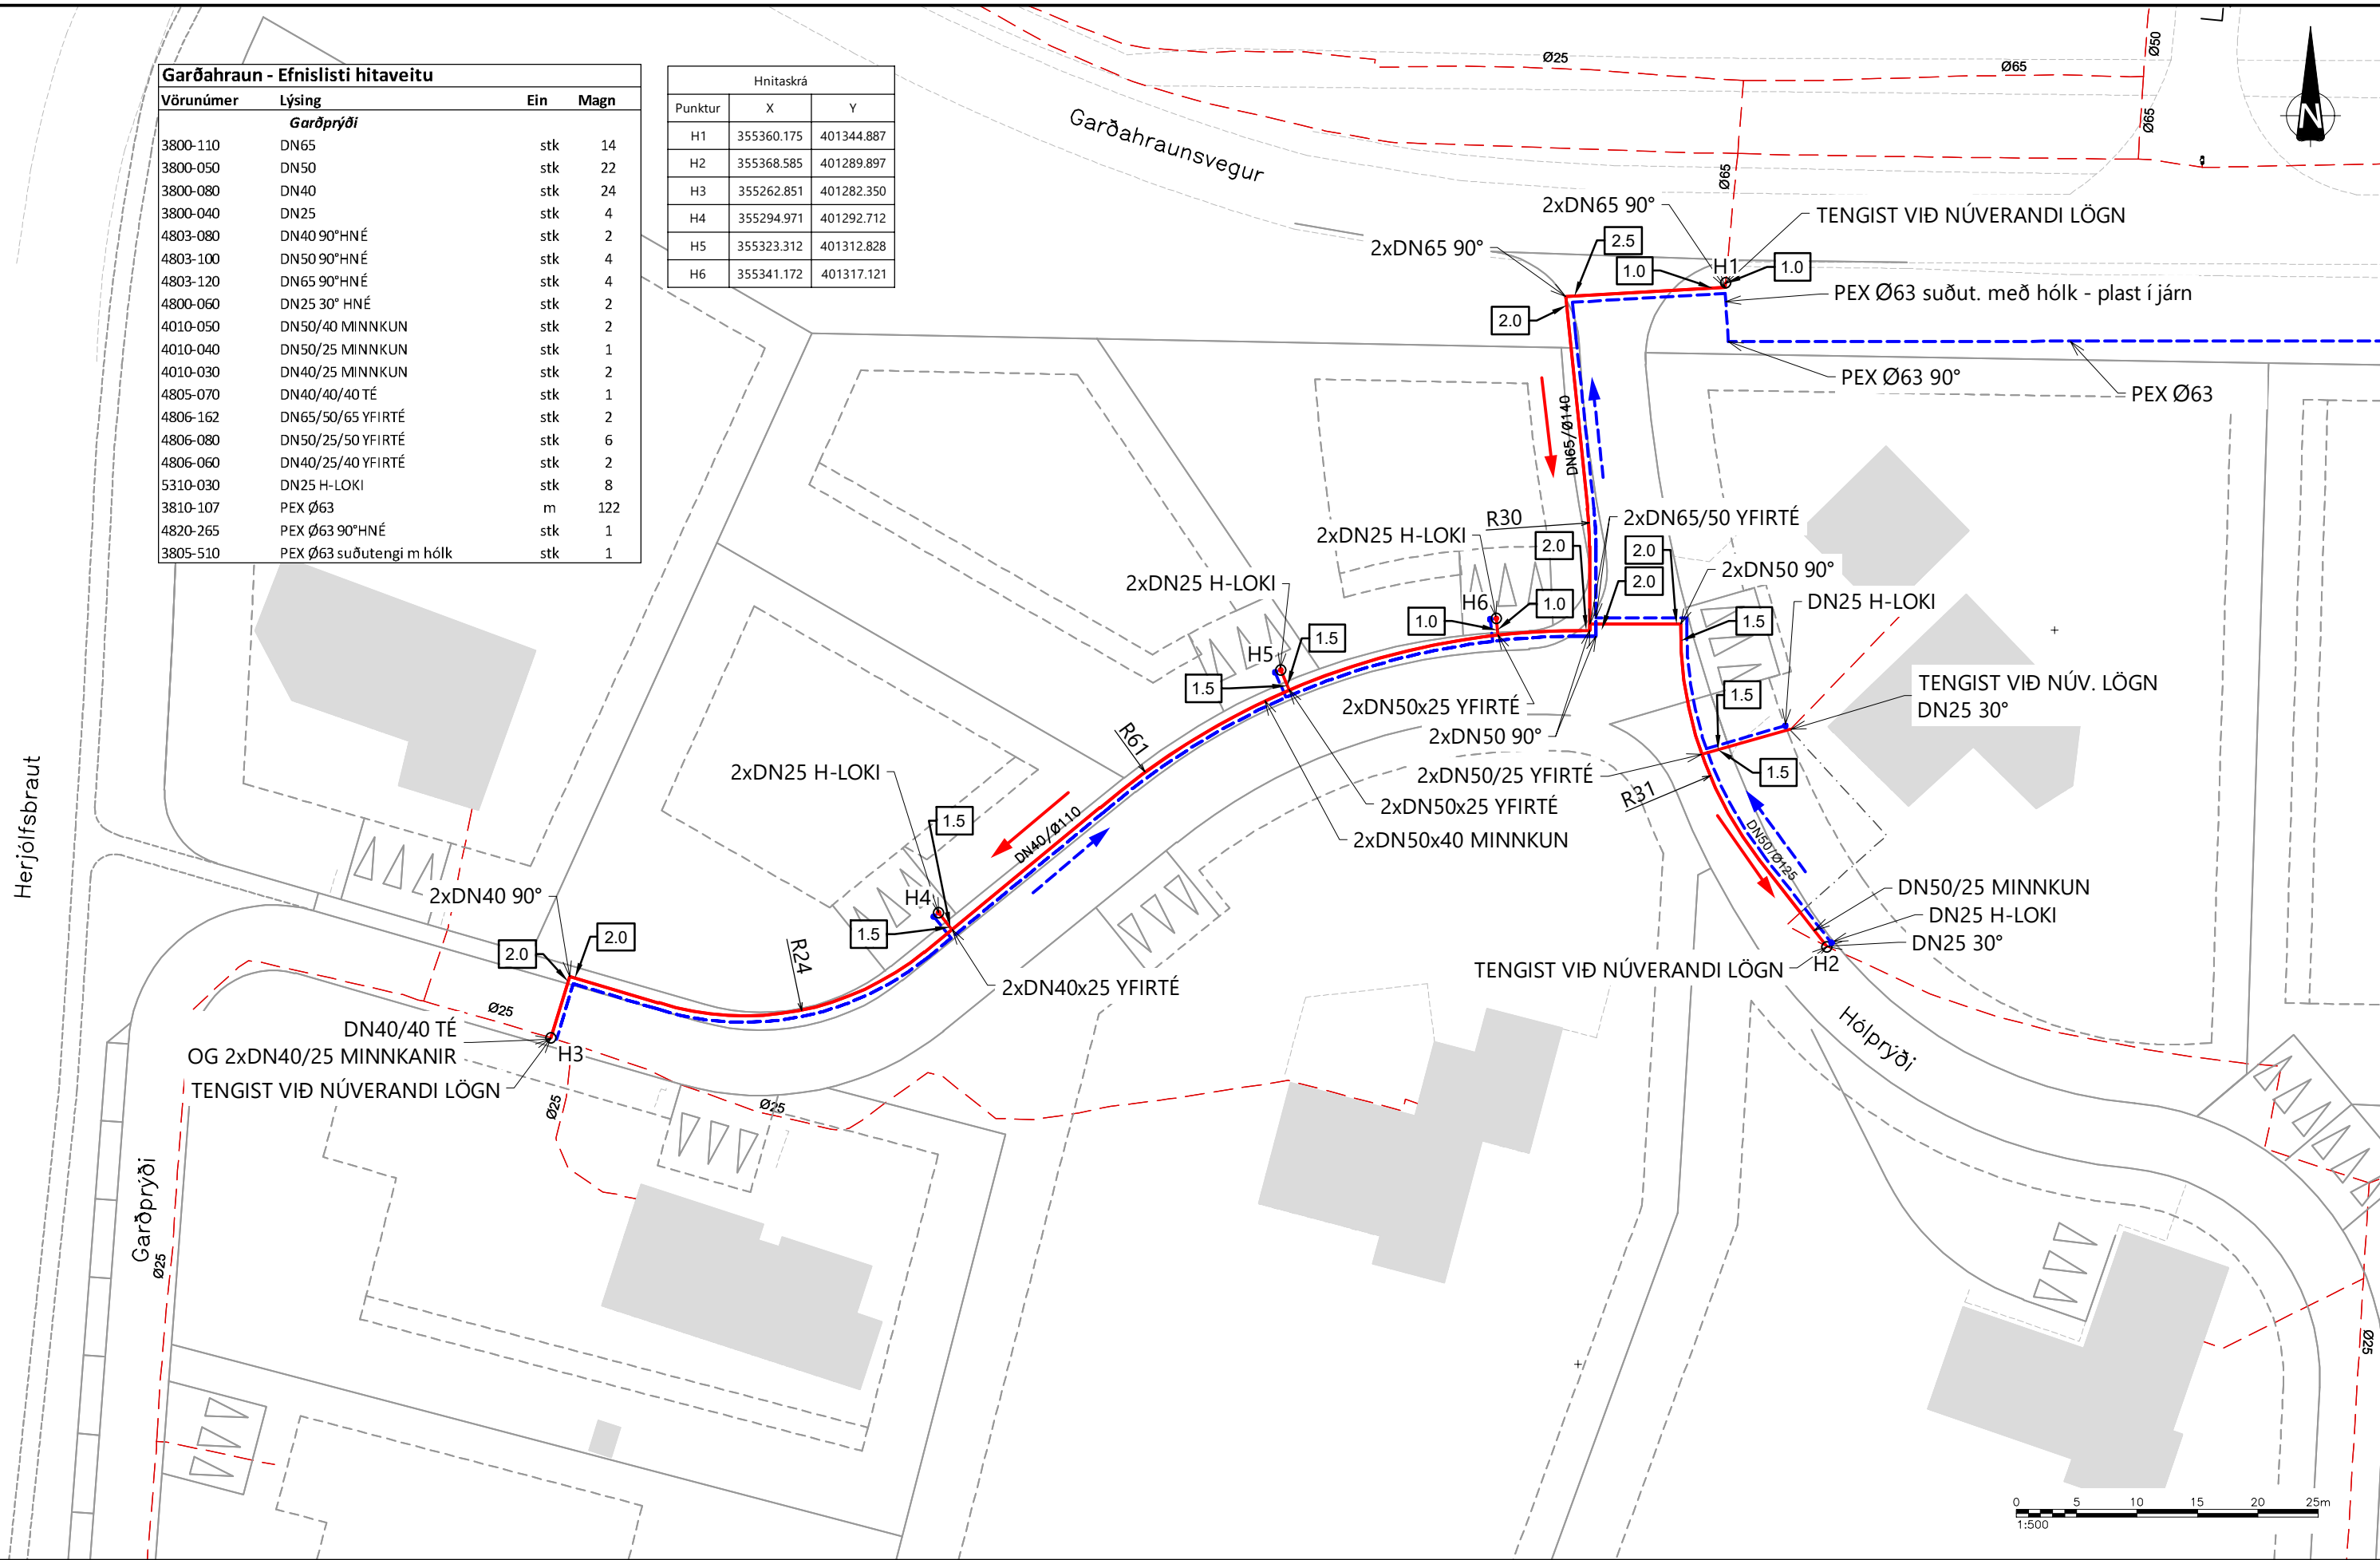 Garðahraun - Efnislisti hitaveitu
Vörunúmer Lýsing Ein Magn
Garðprýði
3800-110 DN65 stk 14
3800-050 DN50 stk 22
3800-080 DN40 stk 24
3800-040 DN25 stk 4
4803-080 DN40 90°HNÉ stk 2
4803-100 DN50 90°HNÉ stk 4
4803-120 DN65 90°HNÉ stk 4
4800-060 DN25 30° HNÉ stk 2
4010-050 DN50/40 MINNKUN stk 2
4010-040 DN50/25 MINNKUN stk 1
4010-030 DN40/25 MINNKUN stk 2
4805-070 DN40/40/40 TÉ stk 1
4806-162 DN65/50/65 YFIRTÉ stk 2
4806-080 DN50/25/50 YFIRTÉ stk 6
4806-060 DN40/25/40 YFIRTÉ stk 2
5310-030 DN25 H-LOKI stk 8
3810-107 PEX Ø63 m 122
4820-265 PEX Ø63 90°HNÉ stk 1
3805-510 PEX Ø63 suðutengi m hólk stk 1
Hnitaskrá
Punktur X Y
H1 355360.175 401344.887
H2 355368.585 401289.897
H3 355262.851 401282.350
H4 355294.971 401292.712
H5 355323.312 401312.828
H6 355341.172 401317.121
Ø25
Ø65
Ø50
Ø65
Ø65
N
Garðahraunsvegur
2xDN65 90°
TENGIST VIÐ NÚVERANDI LÖGN
2xDN65 90°
2.5
1.0
H1
1.0
PEX Ø63 suðut. með hólk - plast í járn
2.0
PEX Ø63 90°
PEX Ø63
DN65/Ø140
R30
2xDN65/50 YFIRTÉ
2xDN25 H-LOKI
2.0
2.0
2xDN50 90°
2.0
2xDN25 H-LOKI
H6
1.0
1.0
DN25 H-LOKI
1.5
1.5
H5
1.5
1.5
TENGIST VIÐ NÚV. LÖGN
DN25 30°
2xDN50x25 YFIRTÉ
2xDN50 90°
R61
2xDN25 H-LOKI
2xDN50/25 YFIRTÉ
1.5
R31
2xDN50x25 YFIRTÉ
2xDN50x40 MINNKUN
1.5
DN40/Ø110
DN50/Ø125
Herjólfsbraut
2xDN40 90°
H4
1.5
DN50/25 MINNKUN
DN25 H-LOKI
DN25 30°
2.0
2.0
R24
TENGIST VIÐ NÚVERANDI LÖGN
H2
2xDN40x25 YFIRTÉ
Ø25
DN40/40 TÉ
OG 2xDN40/25 MINNKANIR
H3
TENGIST VIÐ NÚVERANDI LÖGN
Hólprýði
Ø25
Ø25
Garðprýði
Ø25
Ø25
0 5 10 15 20 25m
1:500